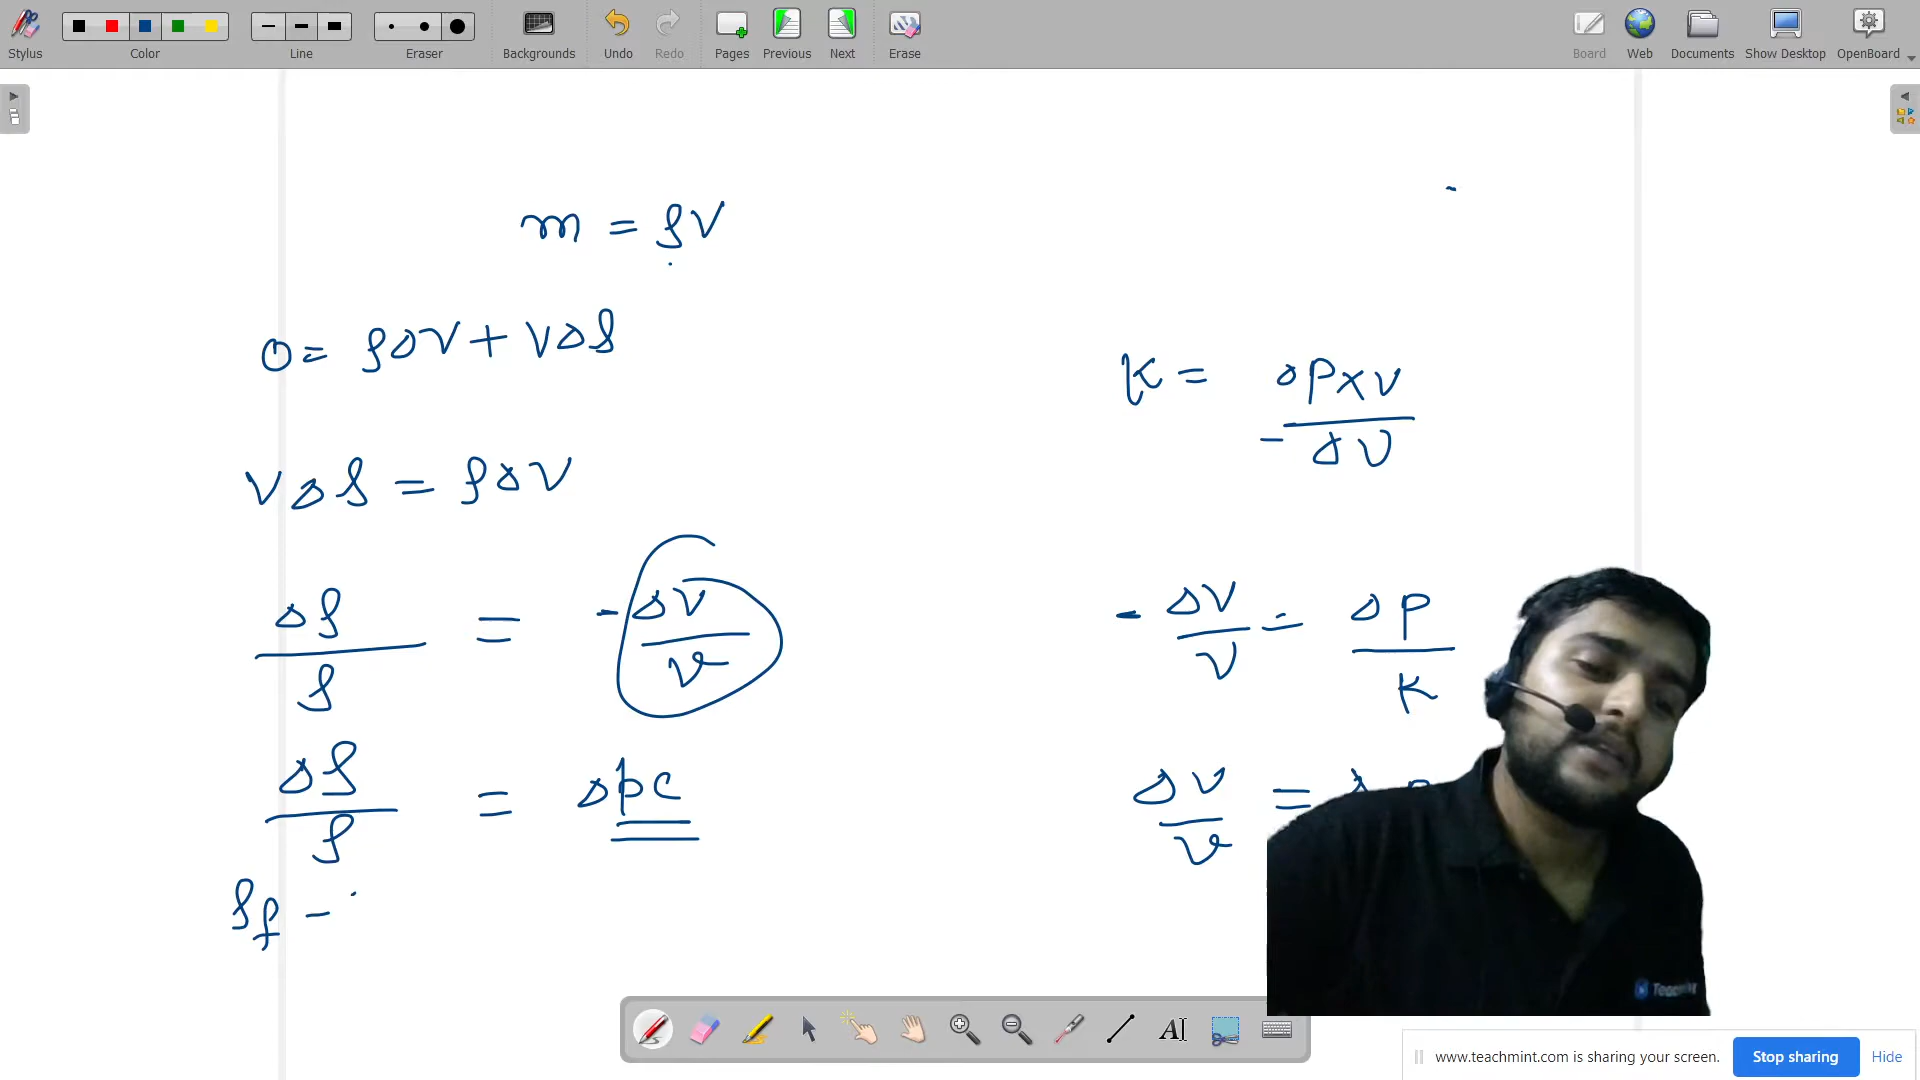 Stylus Color Line Eraser Backgrounds Undo Redo Pages Previous Next Erase Board Web Documents Show Desktop OpenBoard
m = ρV
0 = ρΔV + VΔρ
VΔρ = ρΔV
Δρ/ρ = -ΔV/V
Δρ/ρ = Δpc
ρf -
K = ΔP×V/-ΔV
-ΔV/V = ΔP/K
ΔV/V =
www.teachmint.com is sharing your screen. Stop sharing Hide